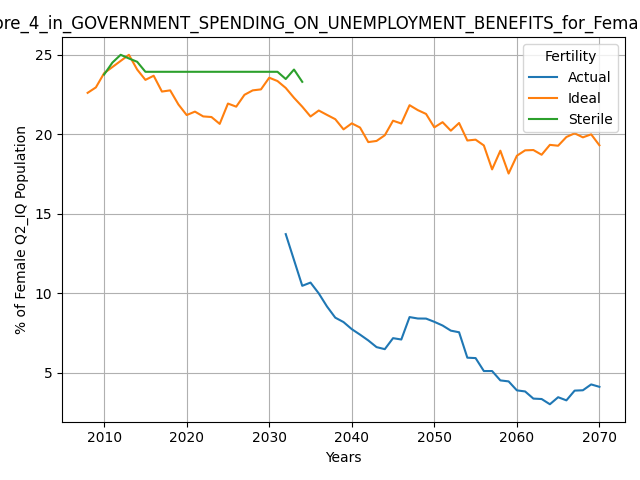 ore_4_in_GOVERNMENT_SPENDING_ON_UNEMPLOYMENT_BENEFITS_for_Fema
Fertility
Actual
Ideal
Sterile
% of Female Q2_IQ Population
25
20
15
10
5
2010 2020 2030 2040 2050 2060 2070
Years